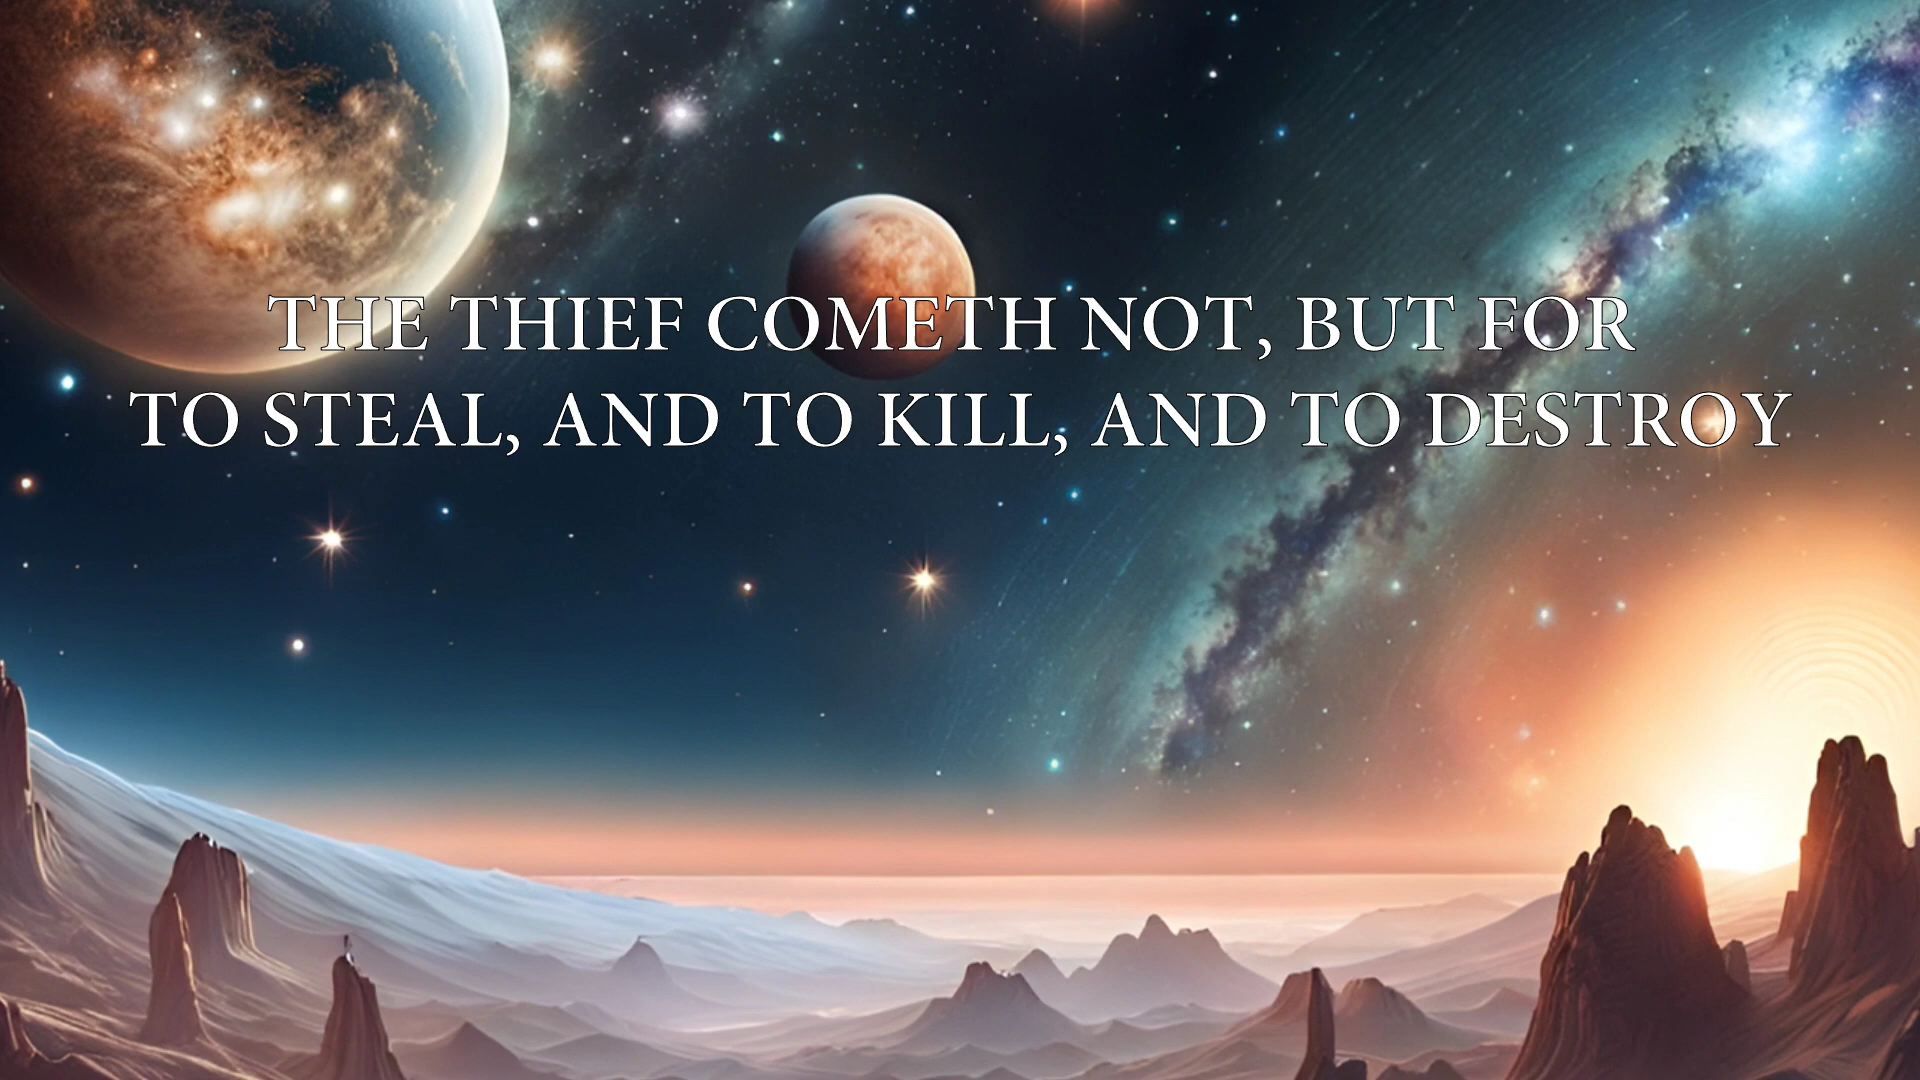 THE THIEF COMETH NOT, BUT FOR
TO STEAL, AND TO KILL, AND TO DESTROY